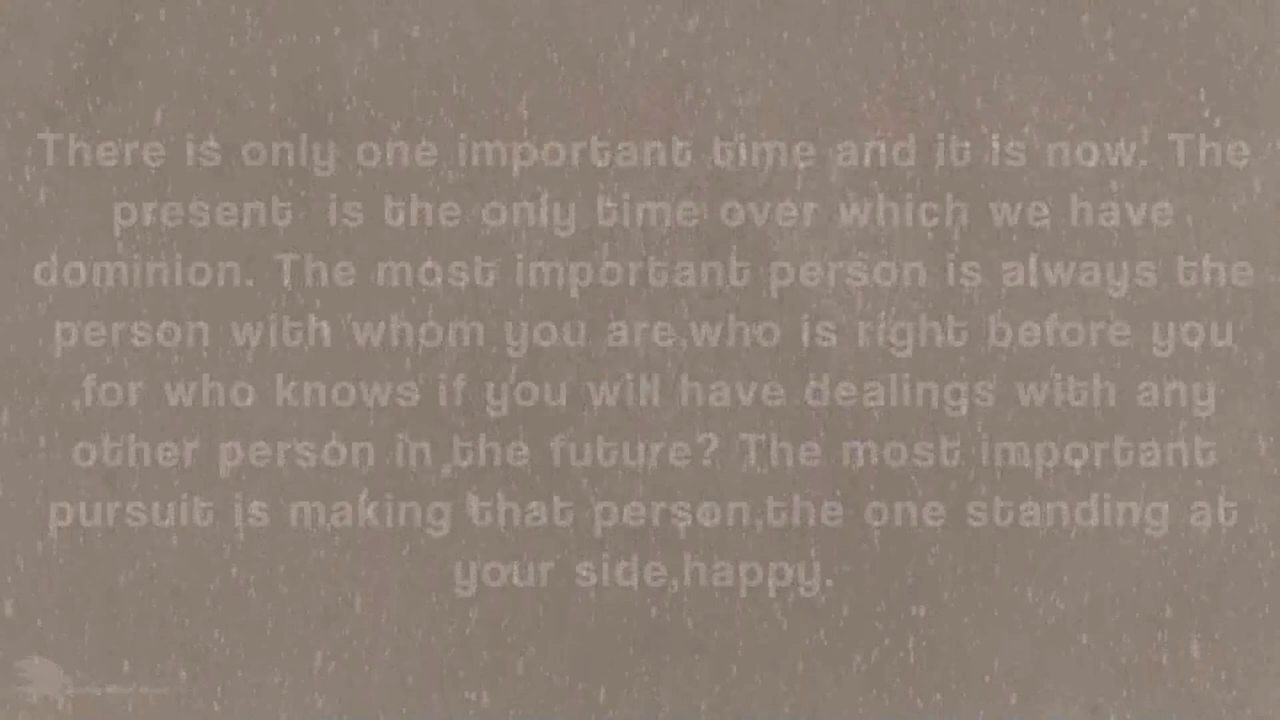 There is only one important time and it is now. The
present is the only time over which we have
dominion. The most important person is always the
person with whom you are,who is right before you
,for who knows if you will have dealings with any
other person in the future? The most important
pursuit is making that person,the one standing at
your side,happy.